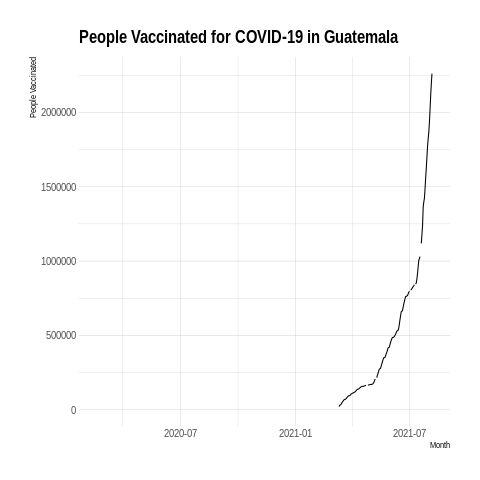 People Vaccinated for COVID-19 in Guatemala
People Vaccinated
2000000
1500000
1000000
500000
0
2020-07
2021-01
2021-07
Month